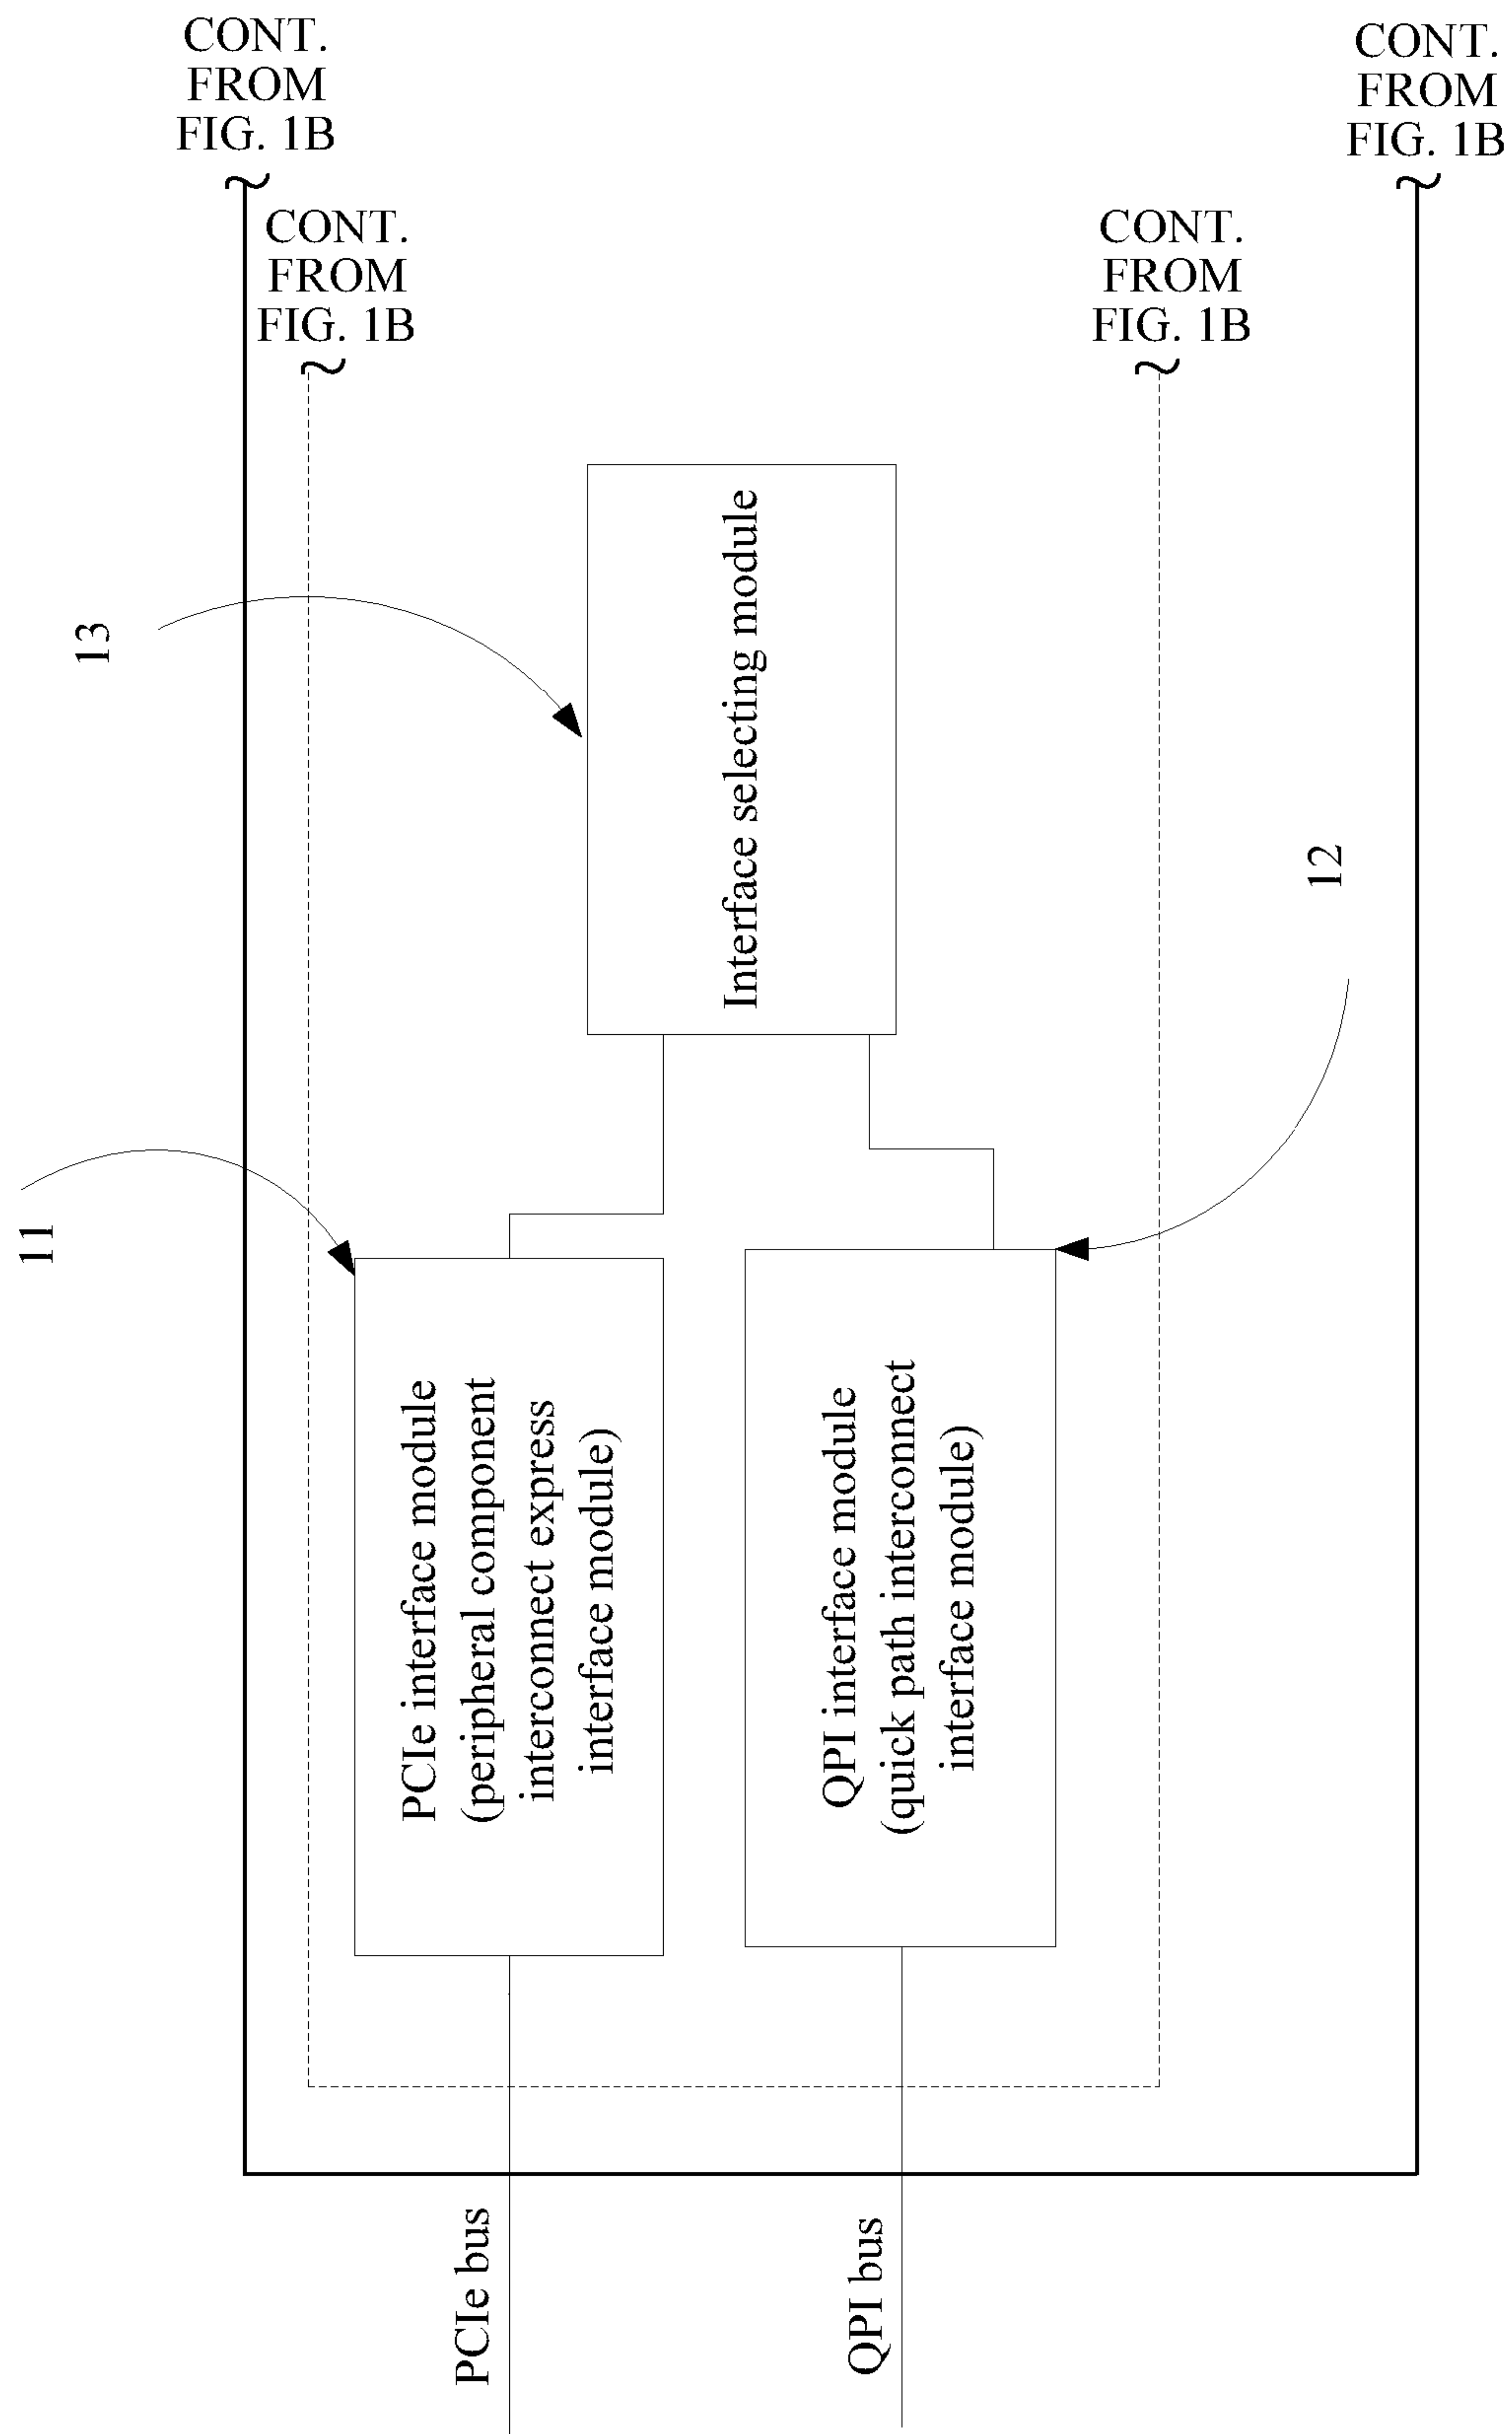 CONT.
FROM
FIG. 1B
CONT.
FROM
FIG. 1B
CONT.
FROM
FIG. 1B
CONT.
FROM
FIG. 1B
13
Interface selecting module
12
11
PCIe interface module
(peripheral component
interconnect express
interface module)
QPI interface module
(quick path interconnect
interface module)
PCIe bus
QPI bus